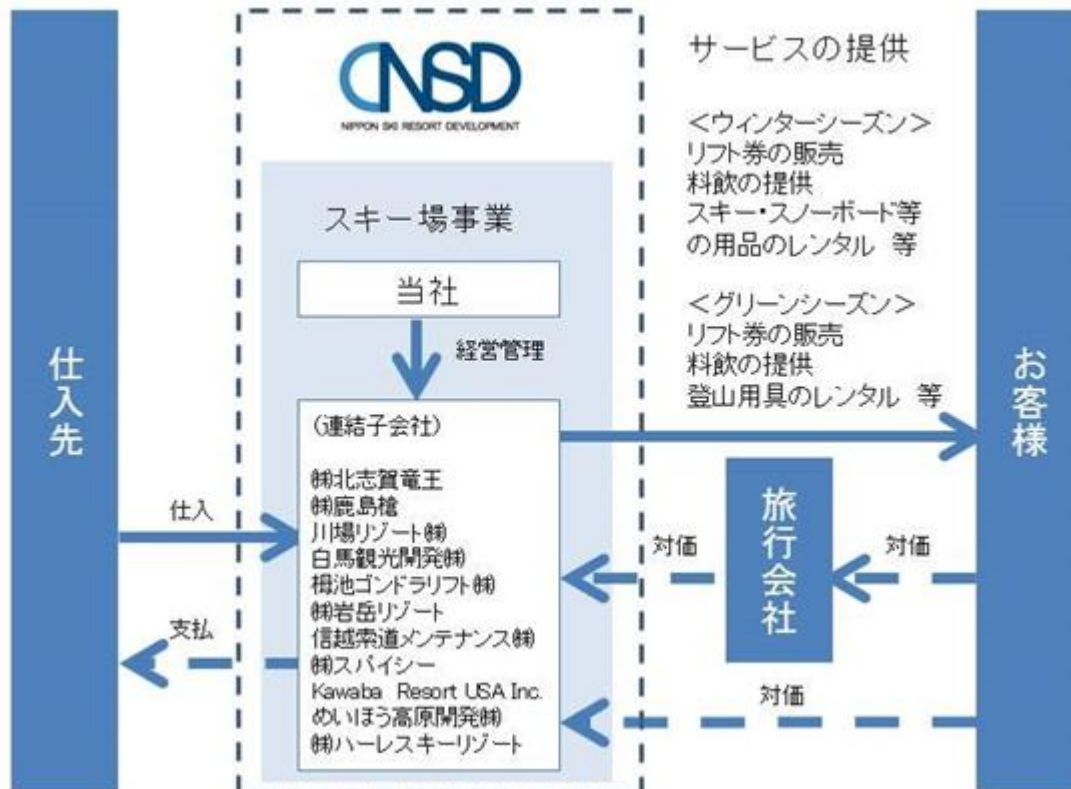 仕入先
仕入
支払
NSD
NIPPON SKI RESORT DEVELOPMENT
スキー場事業
当社
経営管理
(連結子会社)
㈱北志賀竜王
㈱鹿島槍
川場リゾート㈱
白馬観光開発㈱
栂池ゴンドラリフト㈱
㈱岩岳リゾート
信越索道メンテナンス㈱
㈱スパイシー
Kawaba Resort USA Inc.
めいほう高原開発㈱
㈱ハーレスキーリゾート
サービスの提供
<ウィンターシーズン>
リフト券の販売
料飲の提供
スキー・スノーボード等
の用品のレンタル 等
<グリーンシーズン>
リフト券の販売
料飲の提供
登山用具のレンタル 等
対価
旅行会社
対価
対価
お客様